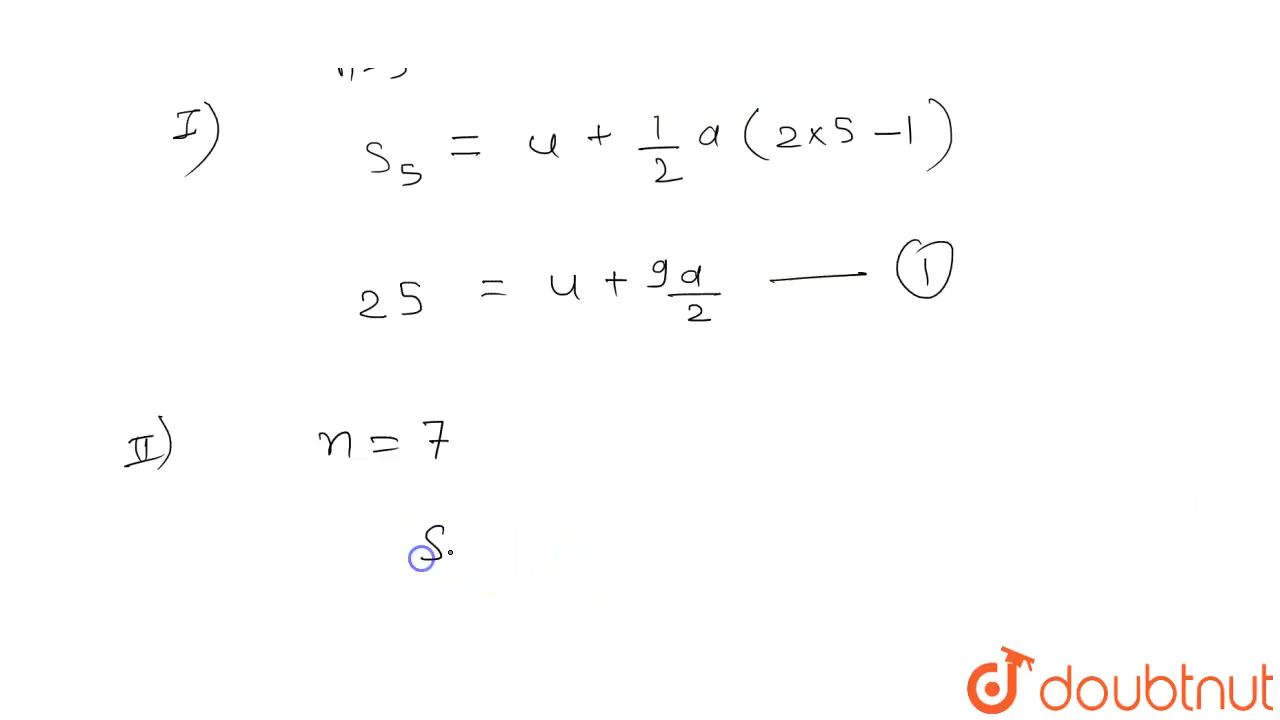 I) S₅ = u + 1/2 a (2×5 − 1)
25 = u + 9a/2 —— ①
II) n = 7
S.
doubtnut